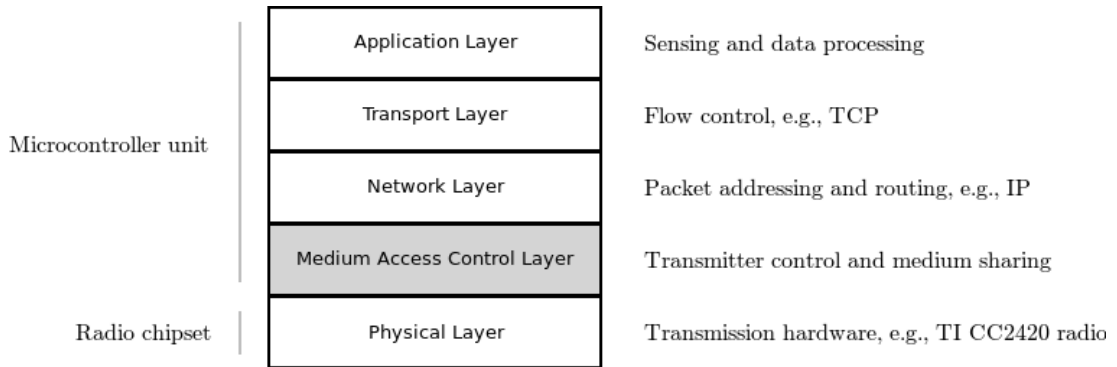 Application Layer
Sensing and data processing
Transport Layer
Flow control, e.g., TCP
Microcontroller unit
Network Layer
Packet addressing and routing, e.g., IP
Medium Access Control Layer
Transmitter control and medium sharing
Radio chipset
Physical Layer
Transmission hardware, e.g., TI CC2420 radio